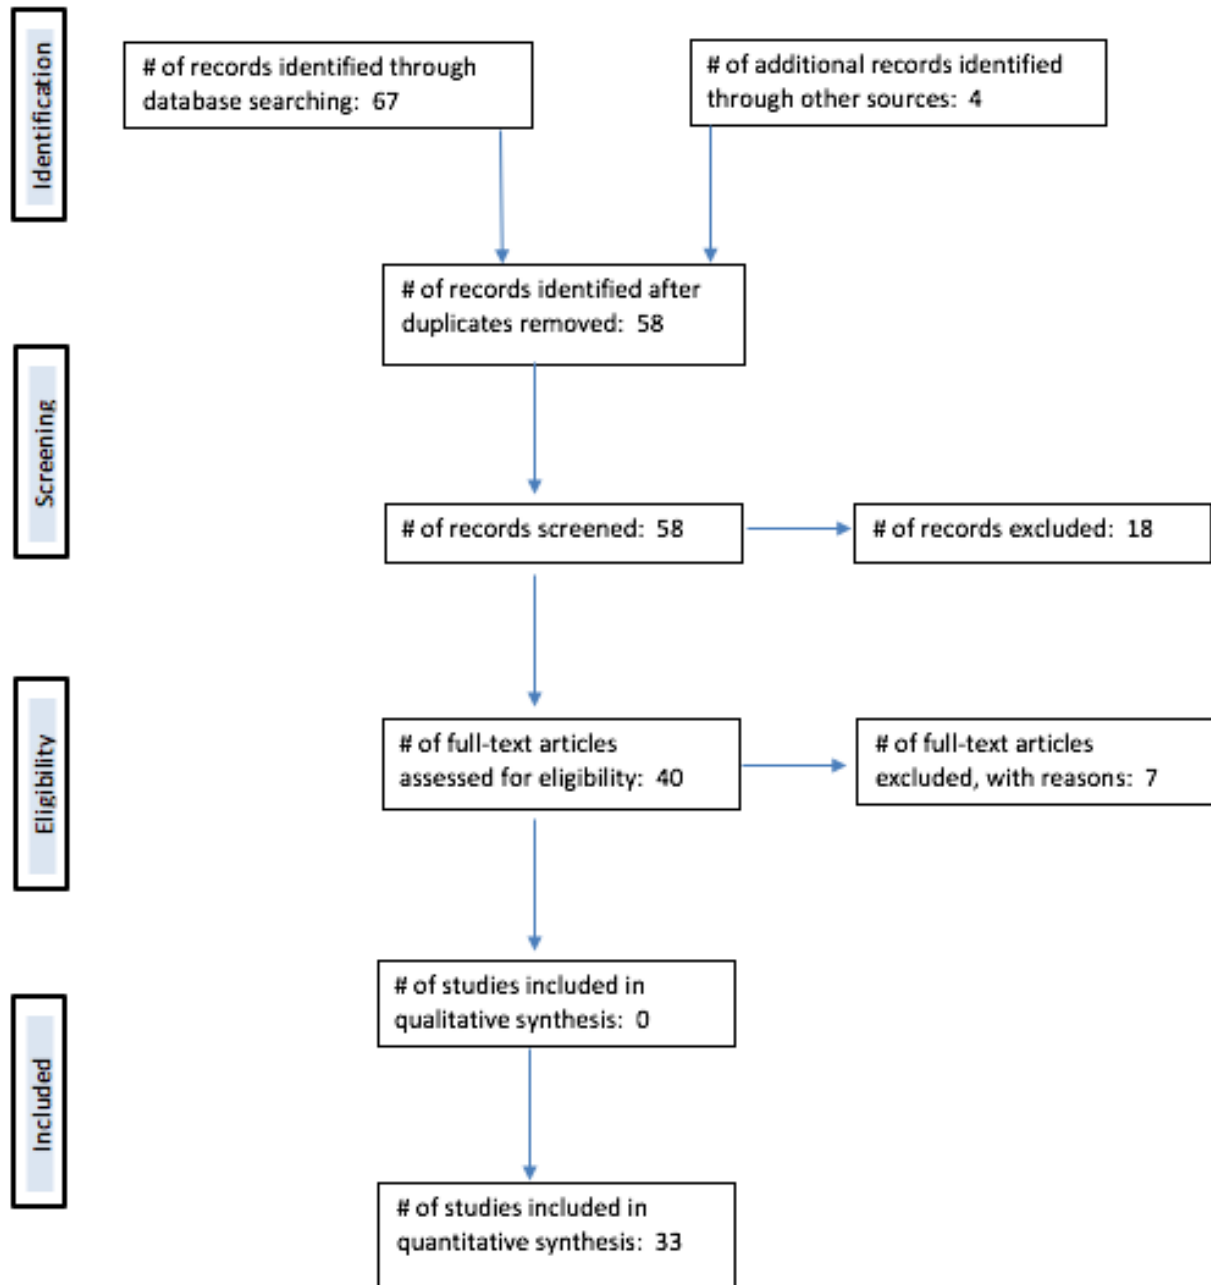 Identification
# of records identified through
database searching:  67
# of additional records identified
through other sources:  4
# of records identified after
duplicates removed:  58
Screening
# of records screened:  58
# of records excluded:  18
Eligibility
# of full-text articles
assessed for eligibility:  40
# of full-text articles
excluded, with reasons:  7
Included
# of studies included in
qualitative synthesis:  0
# of studies included in
quantitative synthesis:  33